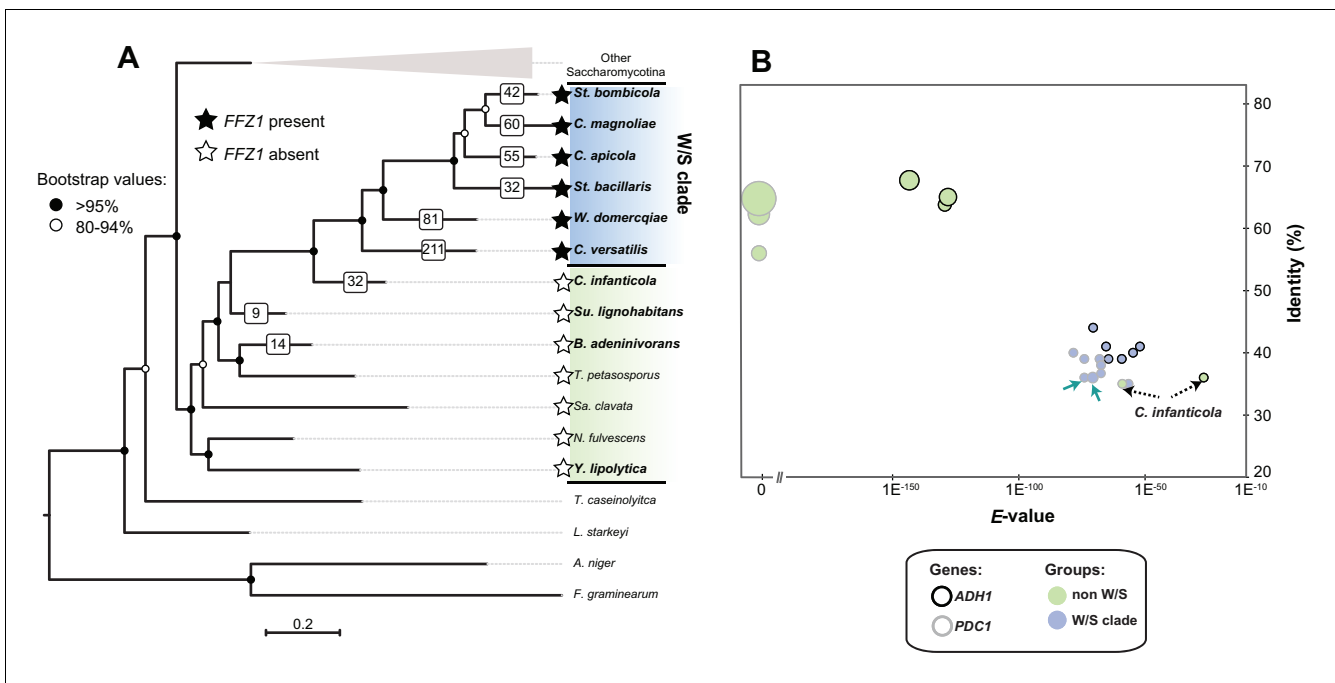 A
Other
Saccharomycotina
FFZ1 present
FFZ1 absent
Bootstrap values:
>95%
80-94%
42
St. bombicola
60
C. magnoliae
55
C. apicola
32
St. bacillaris
81
W. domercqiae
211
C. versatilis
W/S clade
32
C. infanticola
9
Su. lignohabitans
14
B. adeninivorans
T. petasosporus
Sa. clavata
N. fulvescens
Y. lipolytica
T. caseinolyitca
L. starkeyi
A. niger
F. graminearum
0.2
B
80
70
60
50
40
30
20
Identity (%)
C. infanticola
0 // 1E-150 1E-100 1E-50 1E-10
E-value
Genes: Groups:
ADH1 non W/S
PDC1 W/S clade